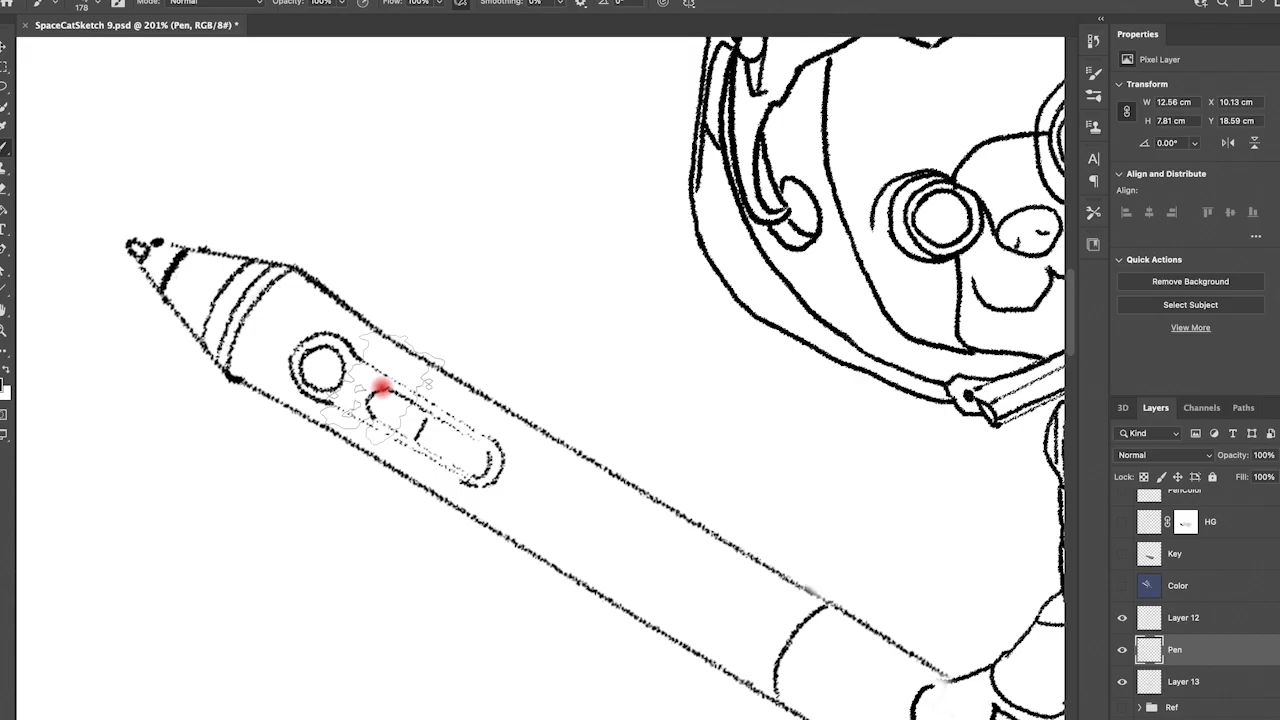 178 Mode: Normal Opacity: 100% Flow: 100% Smoothing: 0% 0°
× SpaceCatSketch 9.psd @ 201% (Pen, RGB/8#) *
Properties
Pixel Layer
Transform
W 12.56 cm X 10.13 cm
H 7.81 cm Y 18.59 cm
0.00°
Align and Distribute
Align:
Quick Actions
Remove Background
Select Subject
View More
3D Layers Channels Paths
Kind
Normal Opacity: 100%
Lock: Fill: 100%
PenColor
HG
Key
Color
Layer 12
Pen
Layer 13
Ref